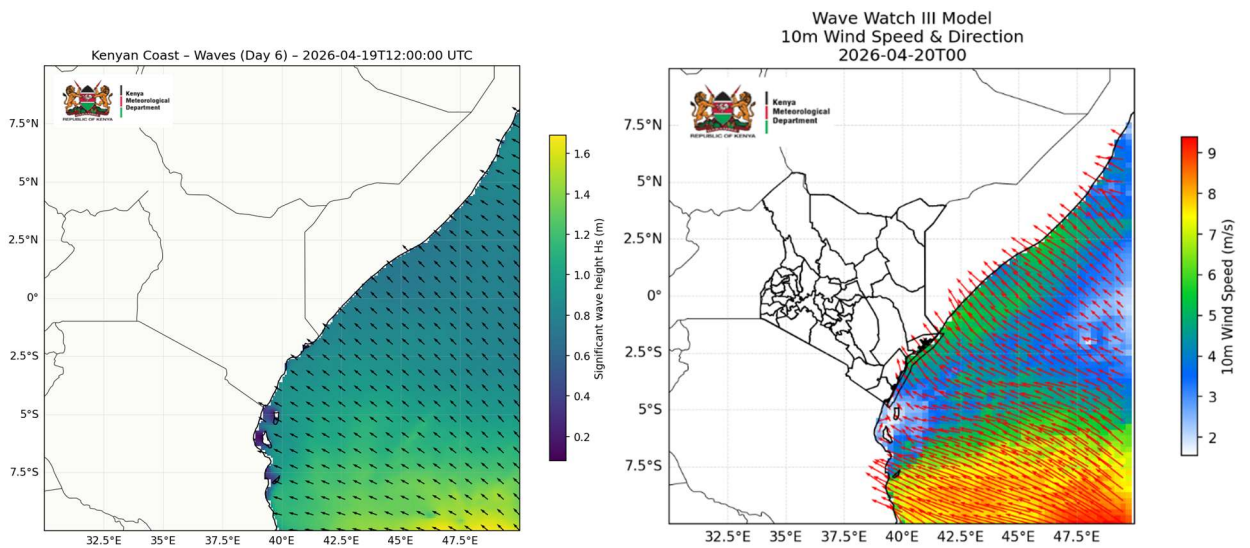 Kenyan Coast – Waves (Day 6) – 2026-04-19T12:00:00 UTC
Kenya
Meteorological
Department
REPUBLIC OF KENYA
7.5°N
5°N
2.5°N
0°
2.5°S
5°S
7.5°S
32.5°E
35°E
37.5°E
40°E
42.5°E
45°E
47.5°E
1.6
1.4
1.2
1.0
0.8
0.6
0.4
0.2
Significant wave height Hs (m)
Wave Watch III Model
10m Wind Speed & Direction
2026-04-20T00
Kenya
Meteorological
Department
REPUBLIC OF KENYA
7.5°N
5°N
2.5°N
0°
2.5°S
5°S
7.5°S
32.5°E
35°E
37.5°E
40°E
42.5°E
45°E
47.5°E
9
8
7
6
5
4
3
2
10m Wind Speed (m/s)